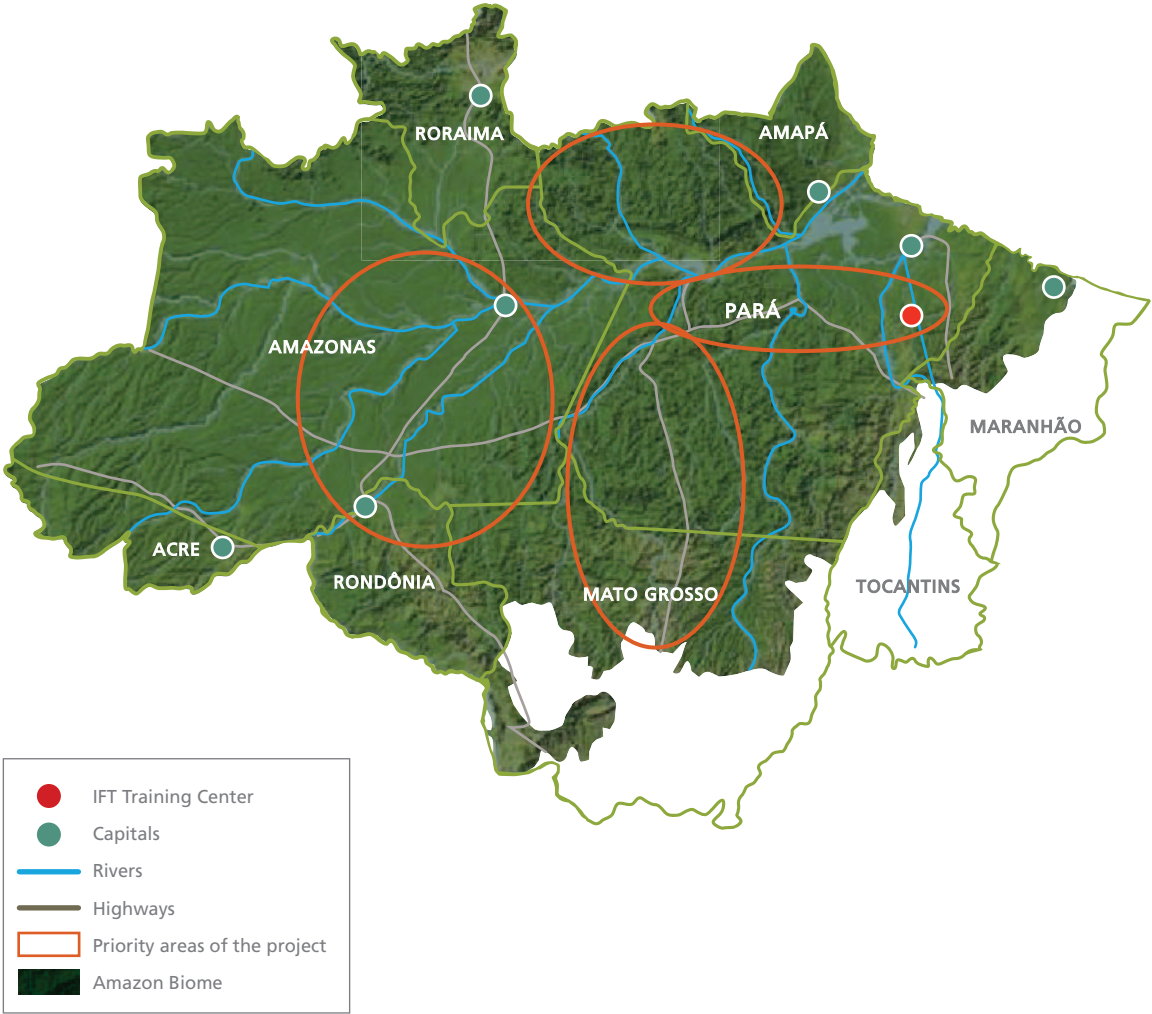 RORAIMA
AMAPÁ
PARÁ
AMAZONAS
MARANHÃO
ACRE
RONDÔNIA
MATO GROSSO
TOCANTINS
IFT Training Center
Capitals
Rivers
Highways
Priority areas of the project
Amazon Biome